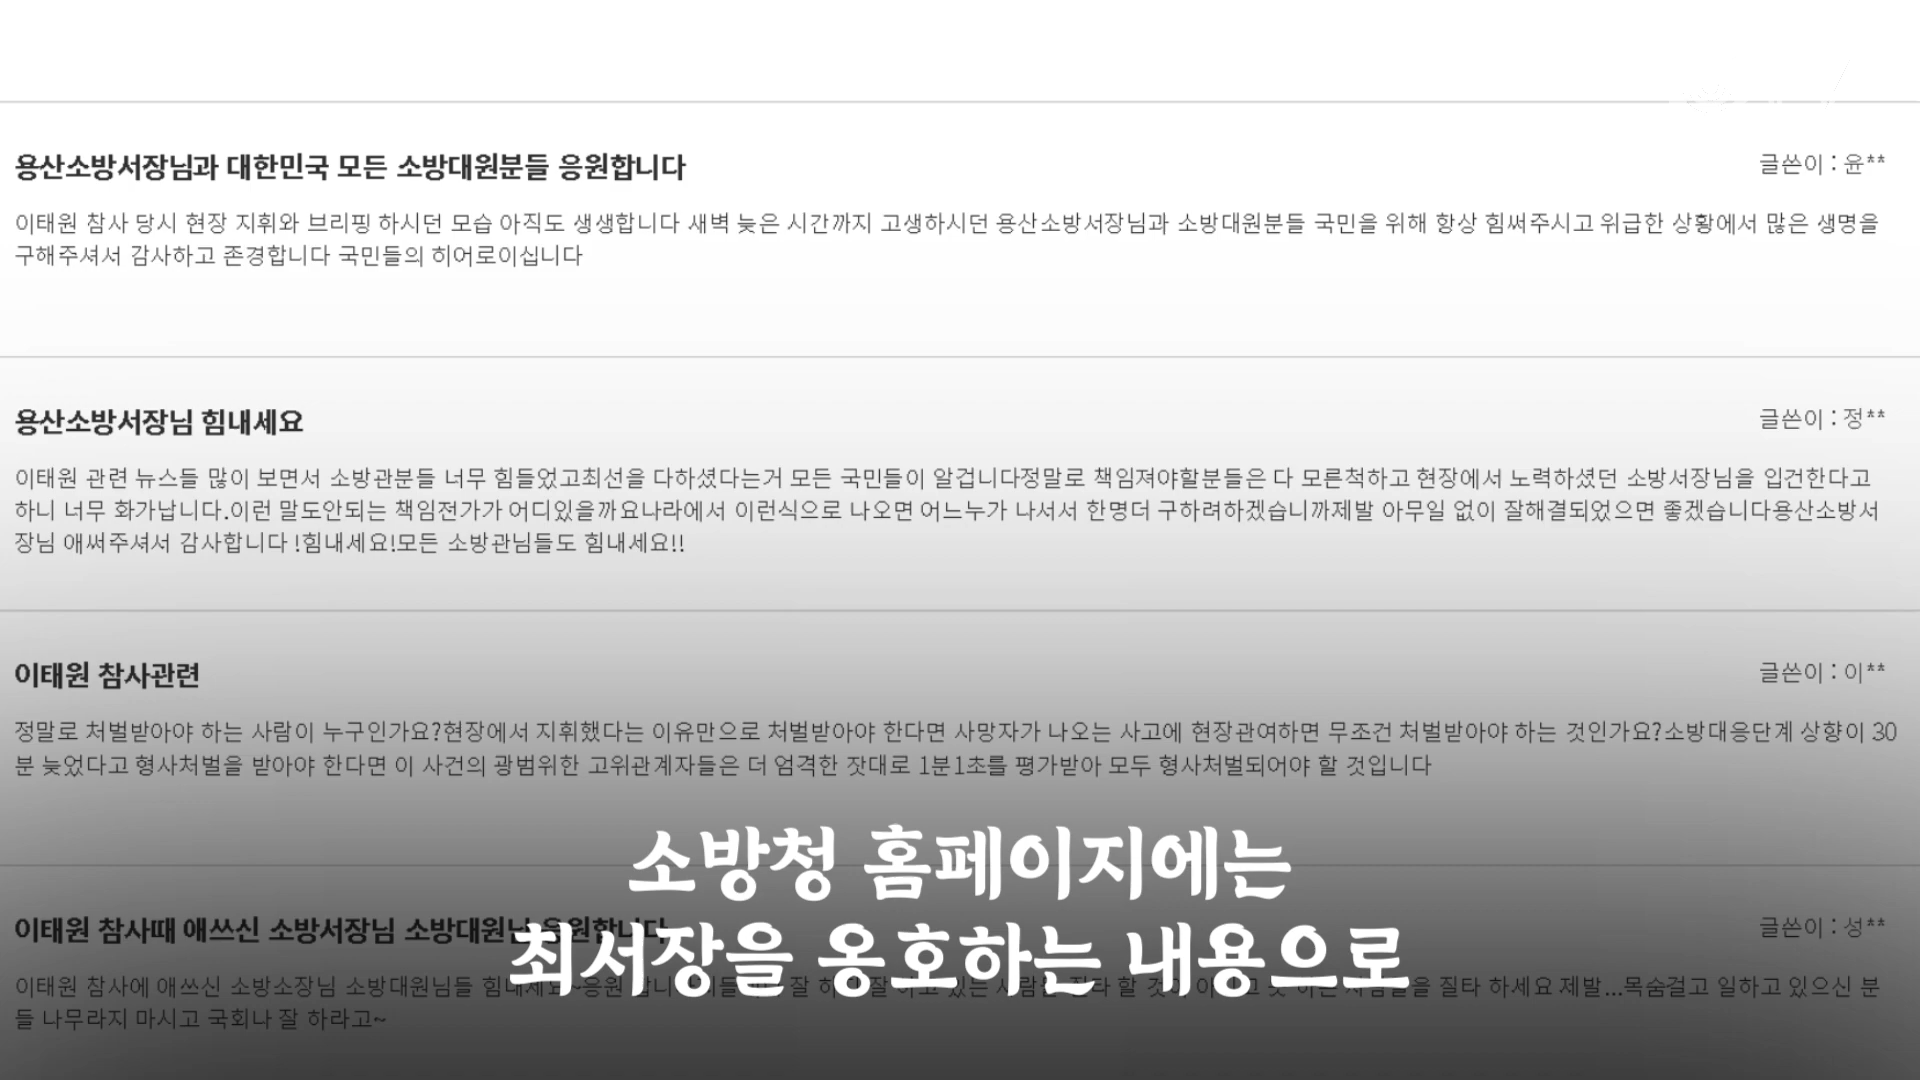 용산소방서장님과 대한민국 모든 소방대원분들 응원합니다
글쓴이 : 윤**
이태원 참사 당시 현장 지휘와 브리핑 하시던 모습 아직도 생생합니다 새벽 늦은 시간까지 고생하시던 용산소방서장님과 소방대원분들 국민을 위해 항상 힘써주시고 위급한 상황에서 많은 생명을
구해주셔서 감사하고 존경합니다 국민들의 히어로이십니다
용산소방서장님 힘내세요
글쓴이 : 정**
이태원 관련 뉴스들 많이 보면서 소방관분들 너무 힘들었고최선을 다하셨다는거 모든 국민들이 알겁니다정말로 책임져야할분들은 다 모른척하고 현장에서 노력하셨던 소방서장님을 입건한다고
하니 너무 화가납니다.이런 말도안되는 책임전가가 어디있을까요나라에서 이런식으로 나오면 어느누가 나서서 한명더 구하려하겠습니까제발 아무일 없이 잘해결되었으면 좋겠습니다용산소방서
장님 애써주셔서 감사합니다 !힘내세요!모든 소방관님들도 힘내세요!!
이태원 참사관련
글쓴이 : 이**
정말로 처벌받아야 하는 사람이 누구인가요?현장에서 지휘했다는 이유만으로 처벌받아야 한다면 사망자가 나오는 사고에 현장관여하면 무조건 처벌받아야 하는 것인가요?소방대응단계 상향이 30
분 늦었다고 형사처벌을 받아야 한다면 이 사건의 광범위한 고위관계자들은 더 엄격한 잣대로 1분1초를 평가받아 모두 형사처벌되어야 할 것입니다
소방청 홈페이지에는
이태원 참사때 애쓰신 소방서장님 소방대원님 응원합니다
글쓴이 : 성**
최서장을 옹호하는 내용으로
이태원 참사에 애쓰신 소방소장님 소방대원님들 힘내세요~응원 잘 잘 하고 있는 사람을 질타 할 질타 하세요 제발...목숨걸고 일하고 있으신 분
들 나무라지 마시고 국회나 잘 하라고~